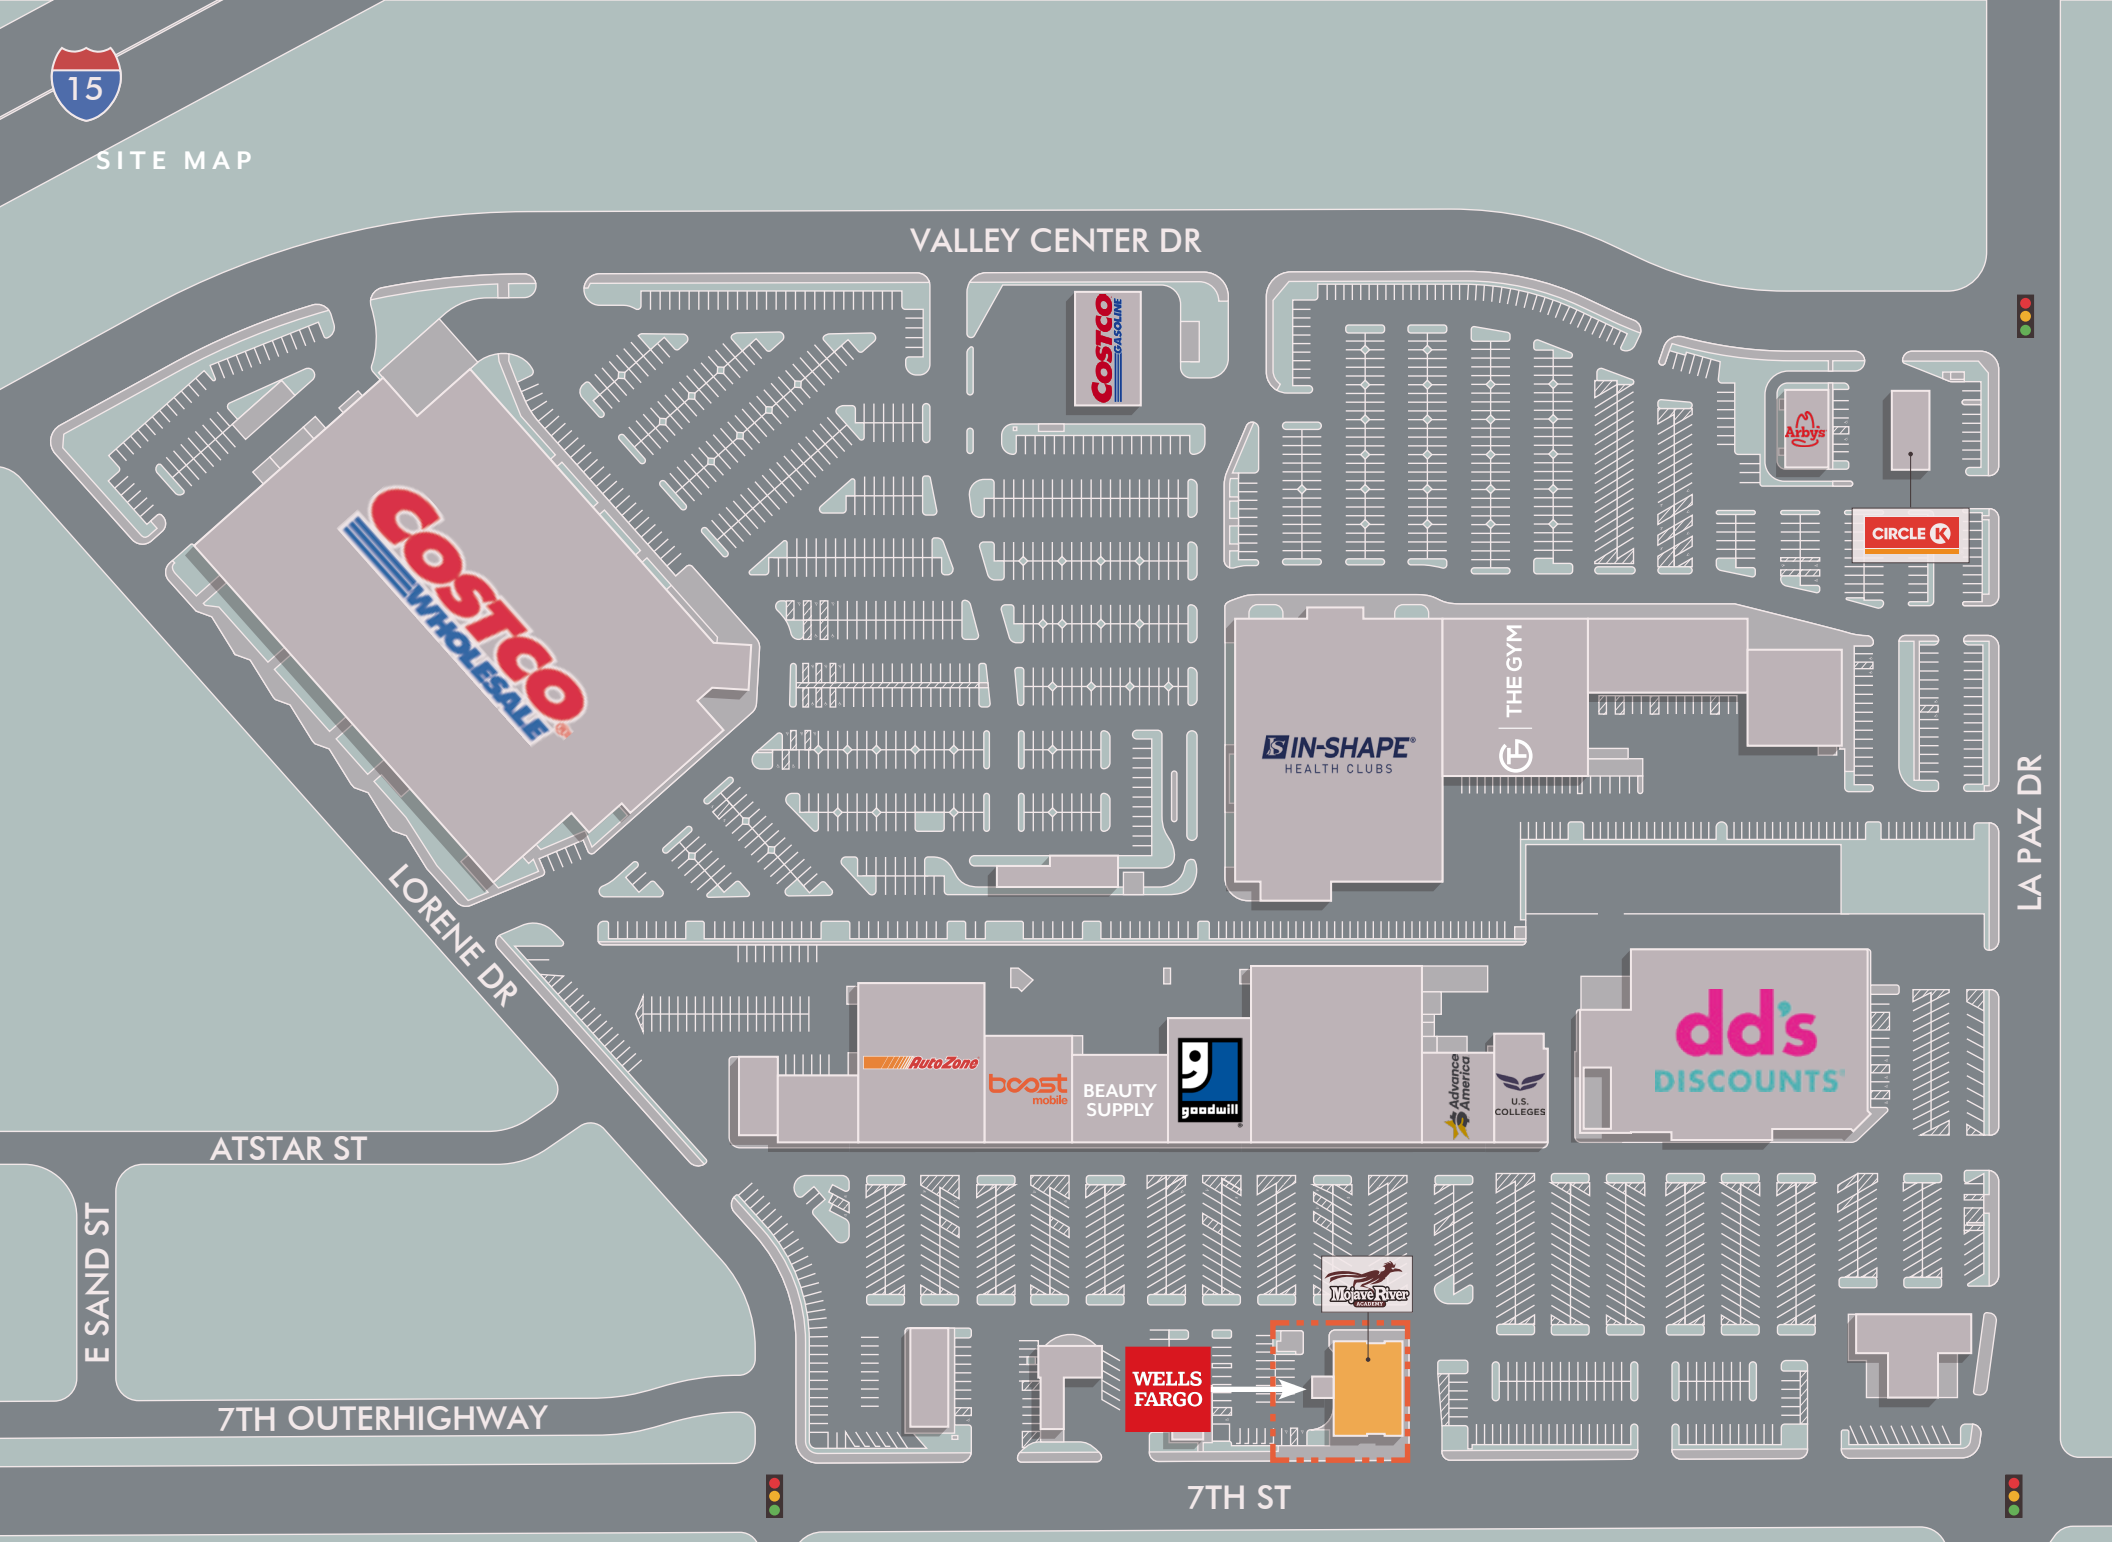 15
SITE MAP
VALLEY CENTER DR
COSTCO
GASOLINE
Arby's
CIRCLE K
COSTCO
WHOLESALE
IN-SHAPE®
HEALTH CLUBS
THE GYM
LA PAZ DR
LORENE DR
AutoZone
boost
mobile
BEAUTY
SUPPLY
goodwill
Advance
America
U.S.
COLLEGES
dd's
DISCOUNTS
ATSTAR ST
E SAND ST
7TH OUTERHIGHWAY
Mojave River
ACADEMY
WELLS
FARGO
7TH ST